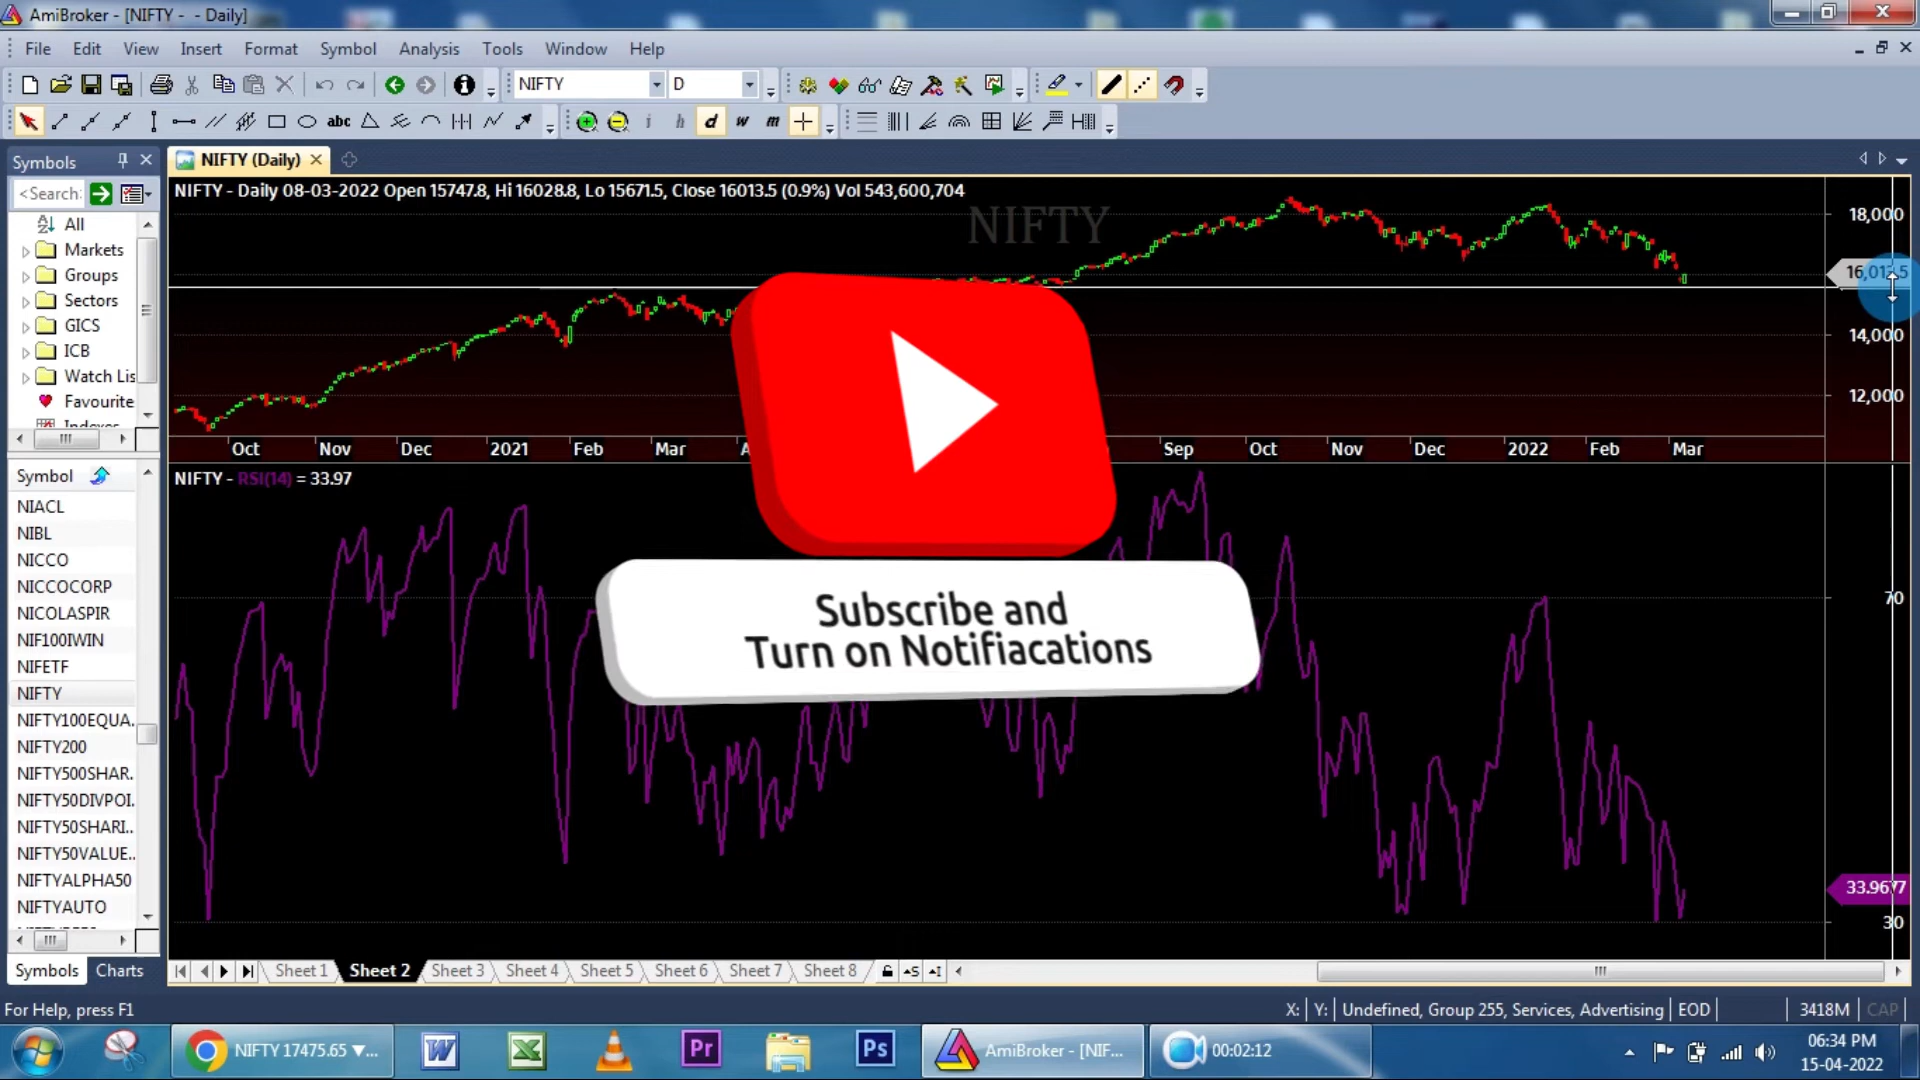 AmiBroker - [NIFTY -  - Daily]
File Edit View Insert Format Symbol Analysis Tools Window Help
NIFTY D
abc i h d w m
Symbols
NIFTY (Daily)
<Search:
All
Markets
Groups
Sectors
GICS
ICB
Watch Lis
Favourite
NIFTY - Daily 08-03-2022 Open 15747.8, Hi 16028.8, Lo 15671.5, Close 16013.5 (0.9%) Vol 543,600,704
NIFTY
18,000
16,013.5
14,000
12,000
Oct Nov Dec 2021 Feb Mar A Sep Oct Nov Dec 2022 Feb Mar
NIFTY - RSI(14) = 33.97
70
33.9677
30
Subscribe and
Turn on Notifiacations
Symbol
NIACL
NIBL
NICCO
NICCOCORP
NICOLASPIR
NIF100IWIN
NIFETF
NIFTY
NIFTY100EQUA.
NIFTY200
NIFTY500SHAR.
NIFTY50DIVPOI.
NIFTY50SHARI..
NIFTY50VALUE..
NIFTYALPHA50
NIFTYAUTO
Symbols Charts
Sheet 1 Sheet 2 Sheet 3 Sheet 4 Sheet 5 Sheet 6 Sheet 7 Sheet 8
For Help, press F1
X: Y: Undefined, Group 255, Services, Advertising EOD 3418M CAP
NIFTY 17475.65 ▼...
W
Pr
Ps
AmiBroker - [NIF...
00:02:12
06:34 PM
15-04-2022